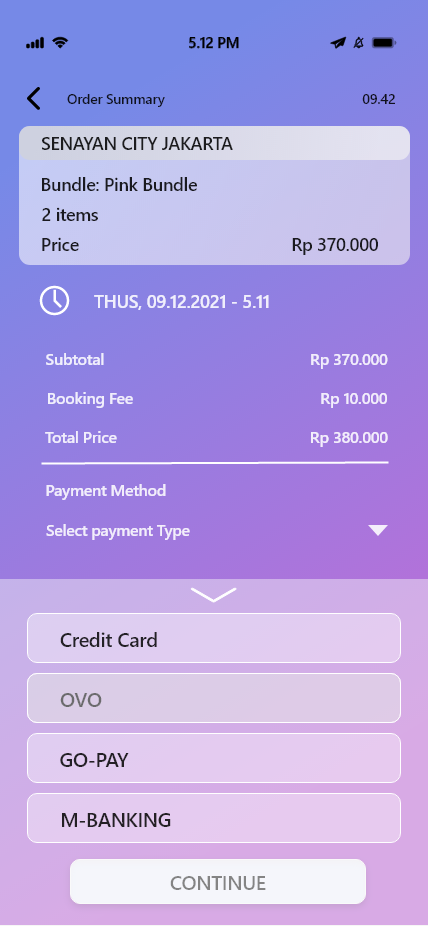 5.12 PM
Order Summary 09.42
SENAYAN CITY JAKARTA
Bundle: Pink Bundle
2 items
Price Rp 370.000
THUS, 09.12.2021 - 5.11
Subtotal Rp 370.000
Booking Fee Rp 10.000
Total Price Rp 380.000
Payment Method
Select payment Type
Credit Card
OVO
GO-PAY
M-BANKING
CONTINUE